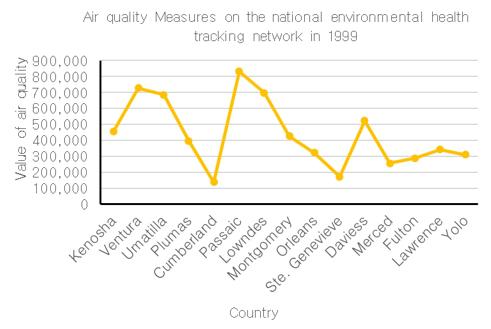 Air quality Measures on the national environmental health
tracking network in 1999
Value of air quality
900,000
800,000
700,000
600,000
500,000
400,000
300,000
200,000
100,000
0
Kenosha
Ventura
Umatilla
Plumas
Cumberland
Passaic
Lowndes
Montgomery
Orleans
Ste. Genevieve
Daviess
Merced
Fulton
Lawrence
Yolo
Country